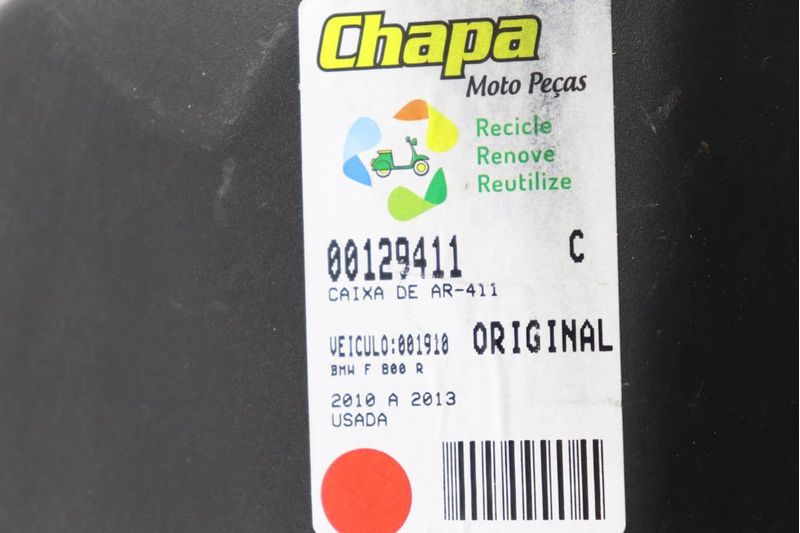 Chapa
Moto Peças
Recicle
Renove
Reutilize
00129411 C
CAIXA DE AR-411
VEICULO:001910 ORIGINAL
BMW F 800 R
2010 A 2013
USADA